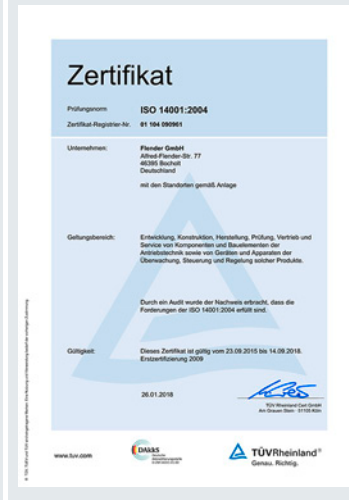 Zertifikat
Prüfungsnorm ISO 14001:2004
Zertifikat-Registrier-Nr. 01 104 090961
Unternehmen: Flender GmbH
Alfred-Flender-Str. 77
46395 Bocholt
Deutschland
mit den Standorten gemäß Anlage
Geltungsbereich: Entwicklung, Konstruktion, Herstellung, Prüfung, Vertrieb und
Service von Komponenten und Bauelementen der
Antriebstechnik sowie von Geräten und Apparaten der
Überwachung, Steuerung und Regelung solcher Produkte.
Durch ein Audit wurde der Nachweis erbracht, dass die
Forderungen der ISO 14001:2004 erfüllt sind.
Gültigkeit: Dieses Zertifikat ist gültig vom 23.09.2015 bis 14.09.2018.
Erstzertifizierung 2009
26.01.2018
TÜV Rheinland Cert GmbH
Am Grauen Stein · 51105 Köln
www.tuv.com
DAkkS
Deutsche
Akkreditierungsstelle
TÜVRheinland®
Genau. Richtig.